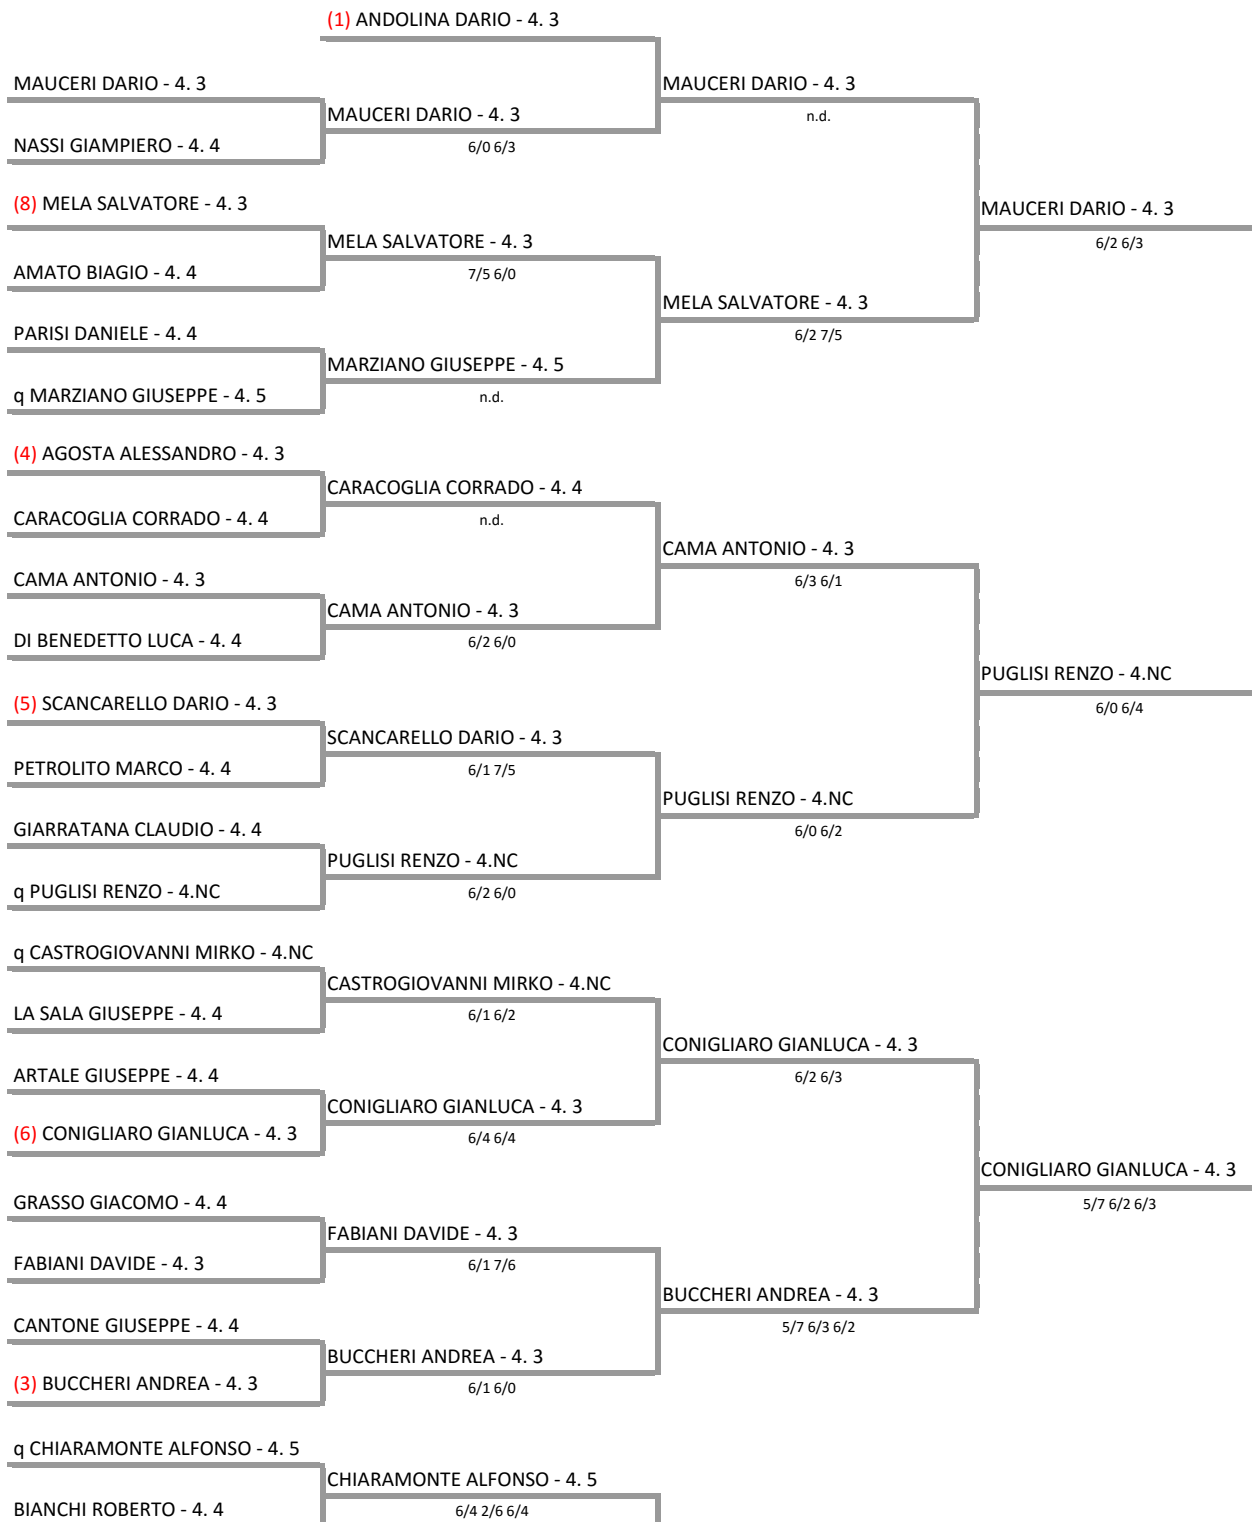 (1) ANDOLINA DARIO - 4. 3
MAUCERI DARIO - 4. 3
MAUCERI DARIO - 4. 3
MAUCERI DARIO - 4. 3
n.d.
NASSI GIAMPIERO - 4. 4
6/0 6/3
(8) MELA SALVATORE - 4. 3
MAUCERI DARIO - 4. 3
MELA SALVATORE - 4. 3
6/2 6/3
AMATO BIAGIO - 4. 4
7/5 6/0
MELA SALVATORE - 4. 3
PARISI DANIELE - 4. 4
6/2 7/5
MARZIANO GIUSEPPE - 4. 5
q MARZIANO GIUSEPPE - 4. 5
n.d.
(4) AGOSTA ALESSANDRO - 4. 3
CARACOGLIA CORRADO - 4. 4
CARACOGLIA CORRADO - 4. 4
n.d.
CAMA ANTONIO - 4. 3
CAMA ANTONIO - 4. 3
6/3 6/1
CAMA ANTONIO - 4. 3
DI BENEDETTO LUCA - 4. 4
6/2 6/0
PUGLISI RENZO - 4.NC
(5) SCANCARELLO DARIO - 4. 3
6/0 6/4
SCANCARELLO DARIO - 4. 3
PETROLITO MARCO - 4. 4
6/1 7/5
PUGLISI RENZO - 4.NC
GIARRATANA CLAUDIO - 4. 4
6/0 6/2
PUGLISI RENZO - 4.NC
q PUGLISI RENZO - 4.NC
6/2 6/0
q CASTROGIOVANNI MIRKO - 4.NC
CASTROGIOVANNI MIRKO - 4.NC
LA SALA GIUSEPPE - 4. 4
6/1 6/2
CONIGLIARO GIANLUCA - 4. 3
ARTALE GIUSEPPE - 4. 4
6/2 6/3
CONIGLIARO GIANLUCA - 4. 3
(6) CONIGLIARO GIANLUCA - 4. 3
6/4 6/4
CONIGLIARO GIANLUCA - 4. 3
GRASSO GIACOMO - 4. 4
5/7 6/2 6/3
FABIANI DAVIDE - 4. 3
FABIANI DAVIDE - 4. 3
6/1 7/6
BUCCHERI ANDREA - 4. 3
CANTONE GIUSEPPE - 4. 4
5/7 6/3 6/2
BUCCHERI ANDREA - 4. 3
(3) BUCCHERI ANDREA - 4. 3
6/1 6/0
q CHIARAMONTE ALFONSO - 4. 5
CHIARAMONTE ALFONSO - 4. 5
BIANCHI ROBERTO - 4. 4
6/4 2/6 6/4